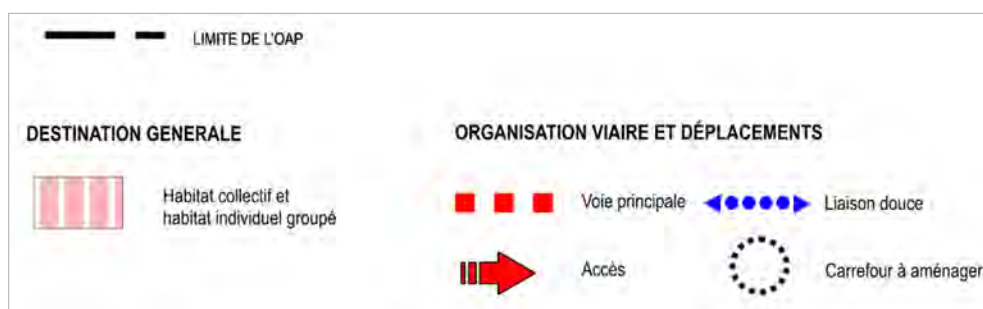 LIMITE DE L'OAP
DESTINATION GENERALE
Habitat collectif et
habitat individuel groupé
ORGANISATION VIAIRE ET DÉPLACEMENTS
Voie principale
Liaison douce
Accès
Carrefour à aménager